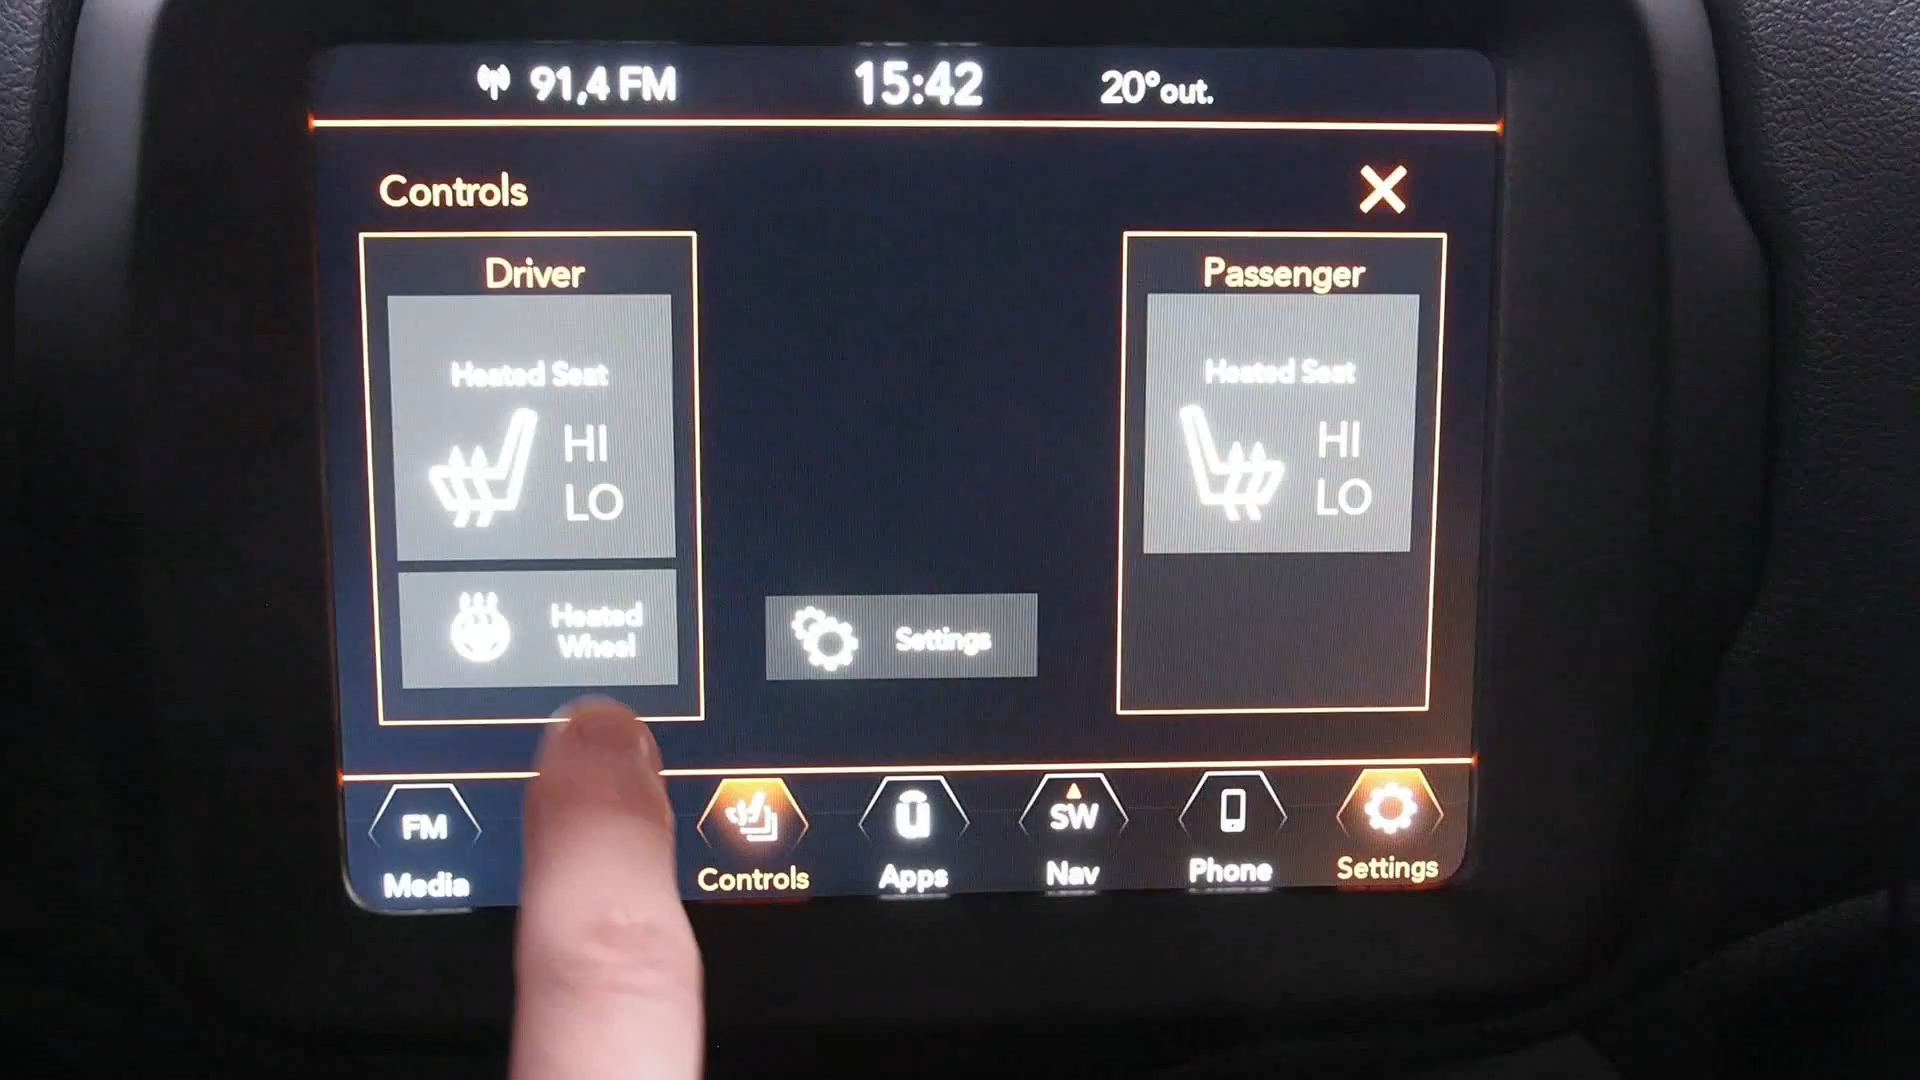 91,4 FM
15:42
20°out.
Controls
Driver
Heated Seat
HI
LO
Heated
Wheel
Settings
Passenger
Heated Seat
HI
LO
FM
Media
Controls
Apps
SW
Nav
Phone
Settings